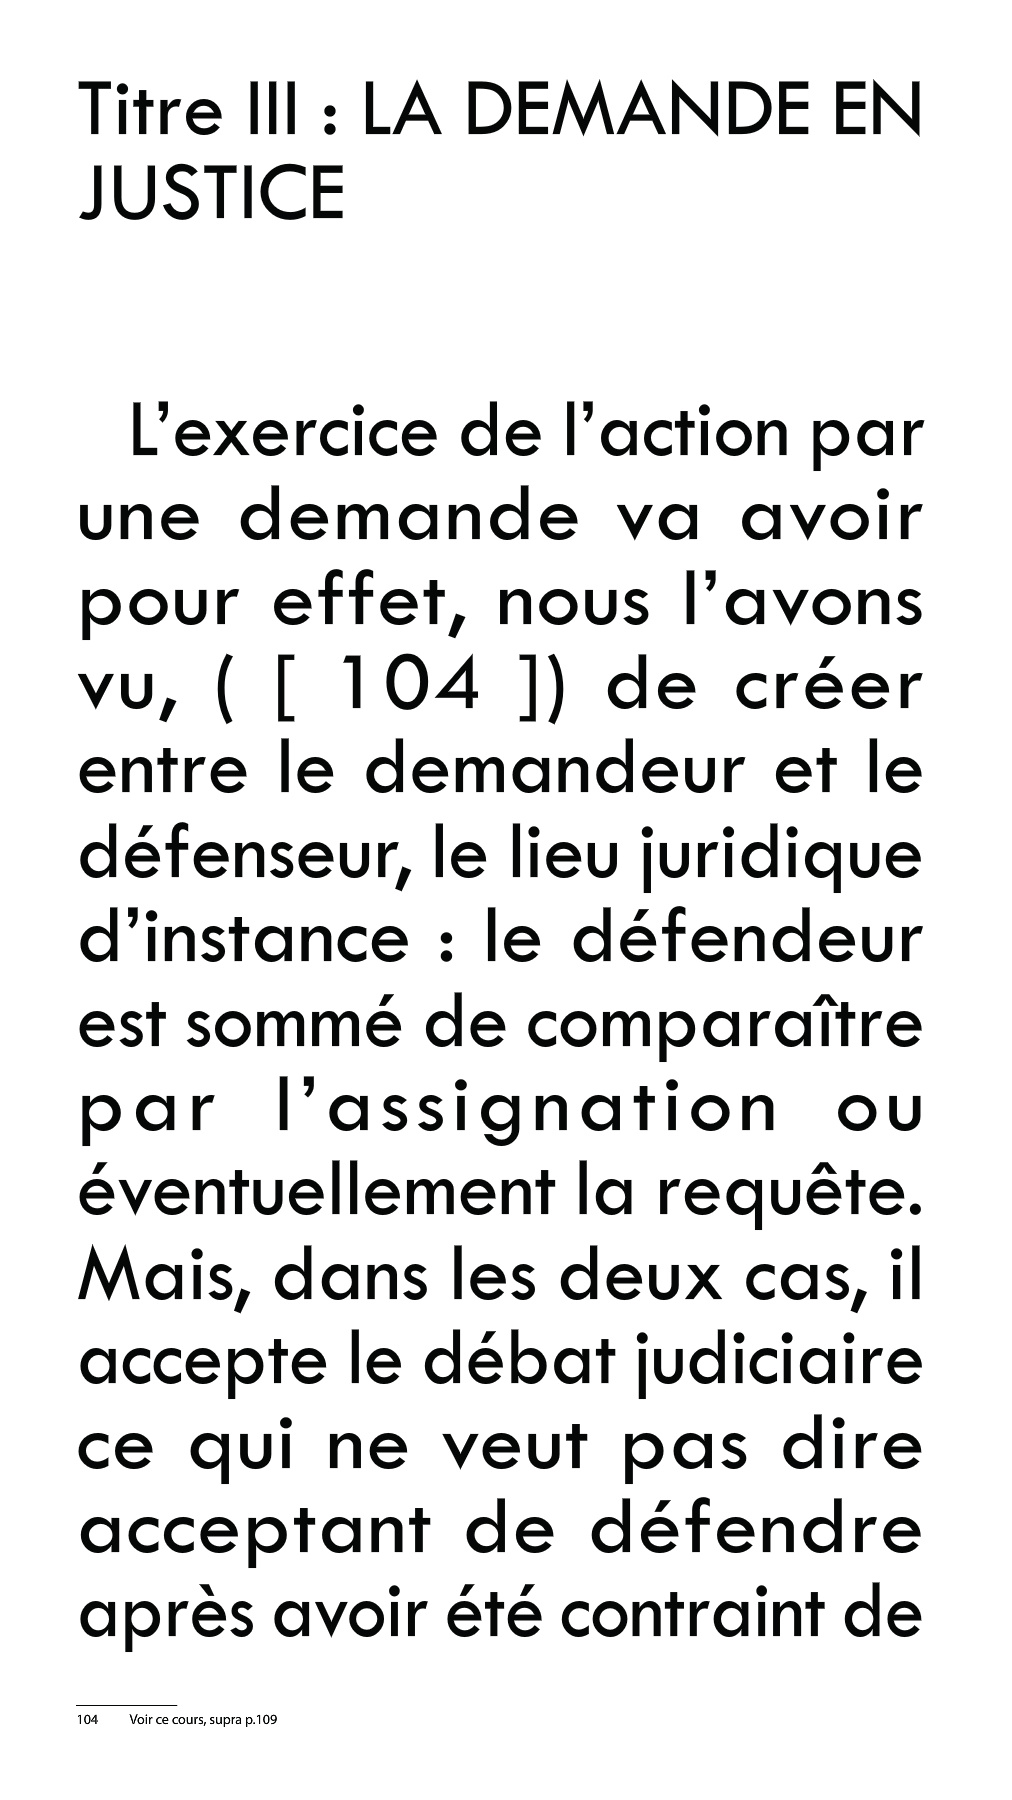 Titre III : LA DEMANDE EN
JUSTICE
L’exercice de l’action par
une demande va avoir
pour effet, nous l’avons
vu, ( [ 104 ]) de créer
entre le demandeur et le
défenseur, le lieu juridique
d’instance : le défendeur
est sommé de comparaître
par l’assignation ou
éventuellement la requête.
Mais, dans les deux cas, il
accepte le débat judiciaire
ce qui ne veut pas dire
acceptant de défendre
après avoir été contraint de
104 Voir ce cours, supra p.109